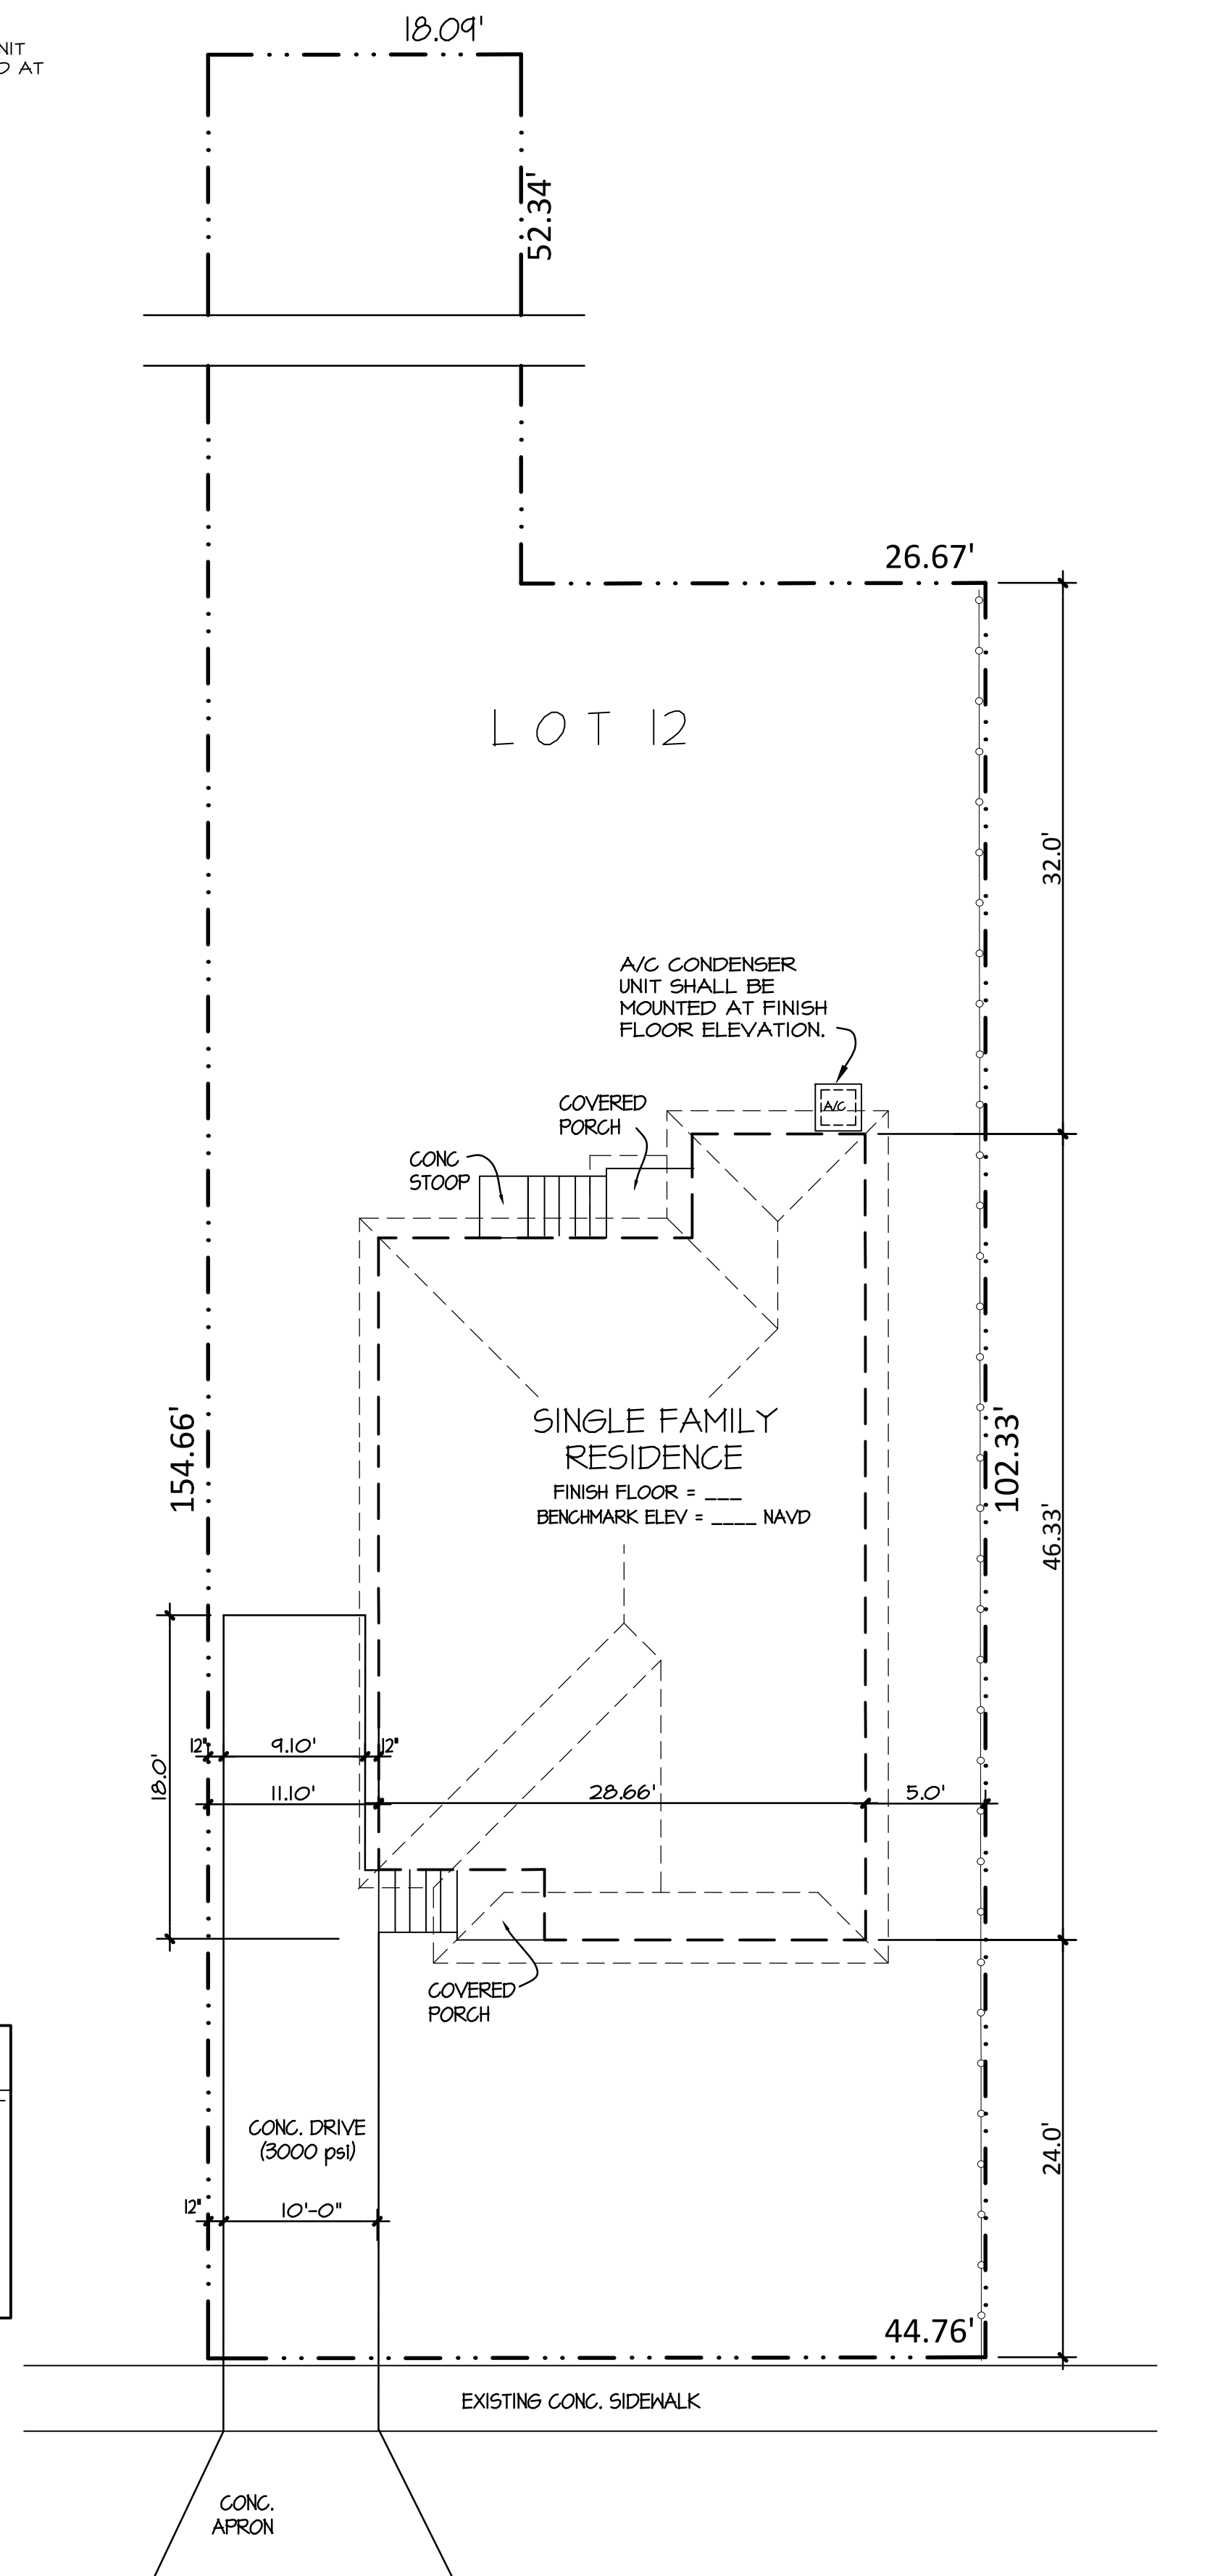 18.09'
NIT
D AT
52.34'
26.67'
LOT 12
32.0'
A/C CONDENSER
UNIT SHALL BE
MOUNTED AT FINISH
FLOOR ELEVATION.
A/C
COVERED
PORCH
CONC
STOOP
154.66'
SINGLE FAMILY
RESIDENCE
FINISH FLOOR = ___
BENCHMARK ELEV = ____ NAVD
102.33'
46.33'
18.0'
12"
9.10'
12"
11.10'
28.66'
5.0'
COVERED
PORCH
CONC. DRIVE
(3000 psi)
24.0'
12"
10'-0"
44.76'
EXISTING CONC. SIDEWALK
CONC.
APRON